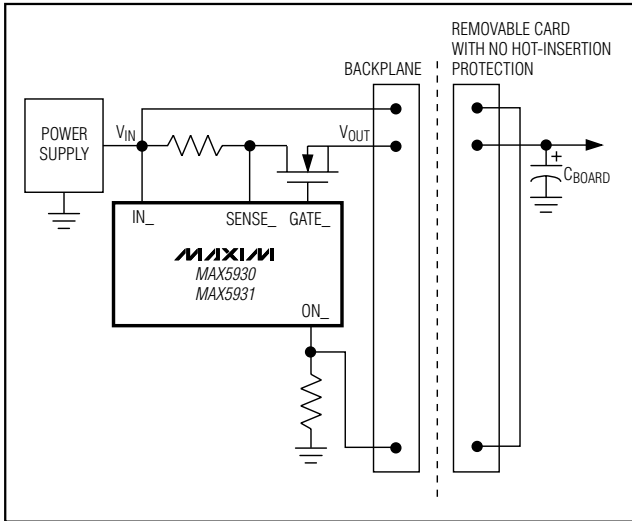 REMOVABLE CARD
WITH NO HOT-INSERTION
PROTECTION
BACKPLANE
POWER
SUPPLY
VIN
VOUT
CBOARD
+
IN_
SENSE_
GATE_
MAXIM
MAX5930
MAX5931
ON_